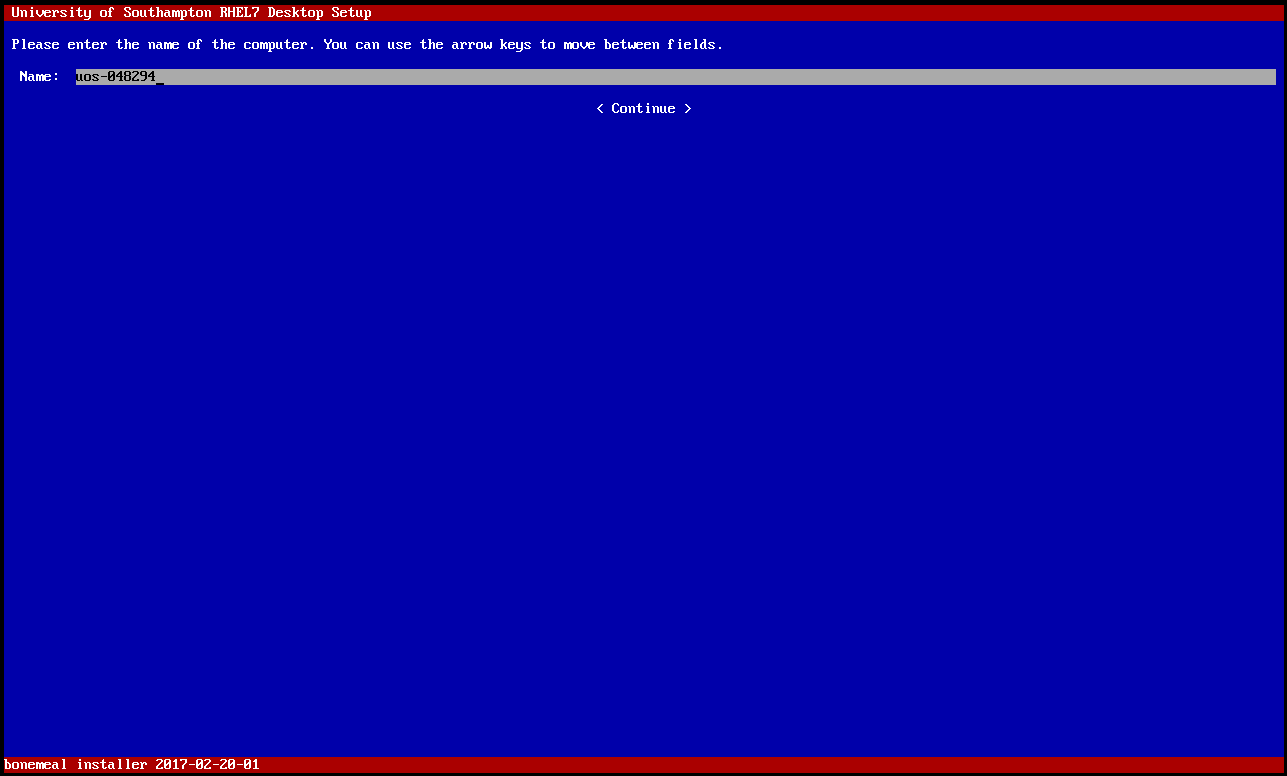 University of Southampton RHEL7 Desktop Setup
Please enter the name of the computer. You can use the arrow keys to move between fields.
Name: uos-048294_
< Continue >
bonemeal installer 2017-02-20-01